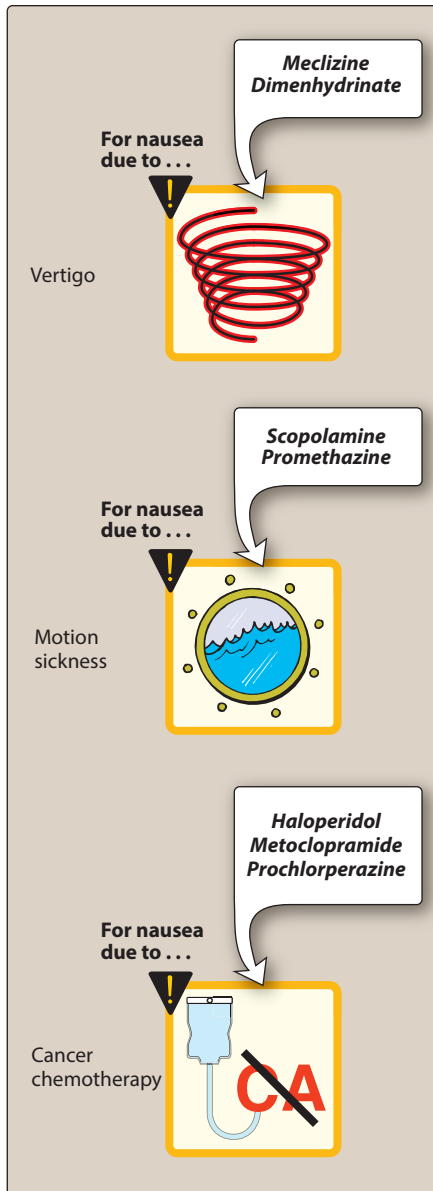 Meclizine
Dimenhydrinate
For nausea
due to . . .
!
Vertigo
Scopolamine
Promethazine
For nausea
due to . . .
!
Motion
sickness
Haloperidol
Metoclopramide
Prochlorperazine
For nausea
due to . . .
!
Cancer
chemotherapy
CA